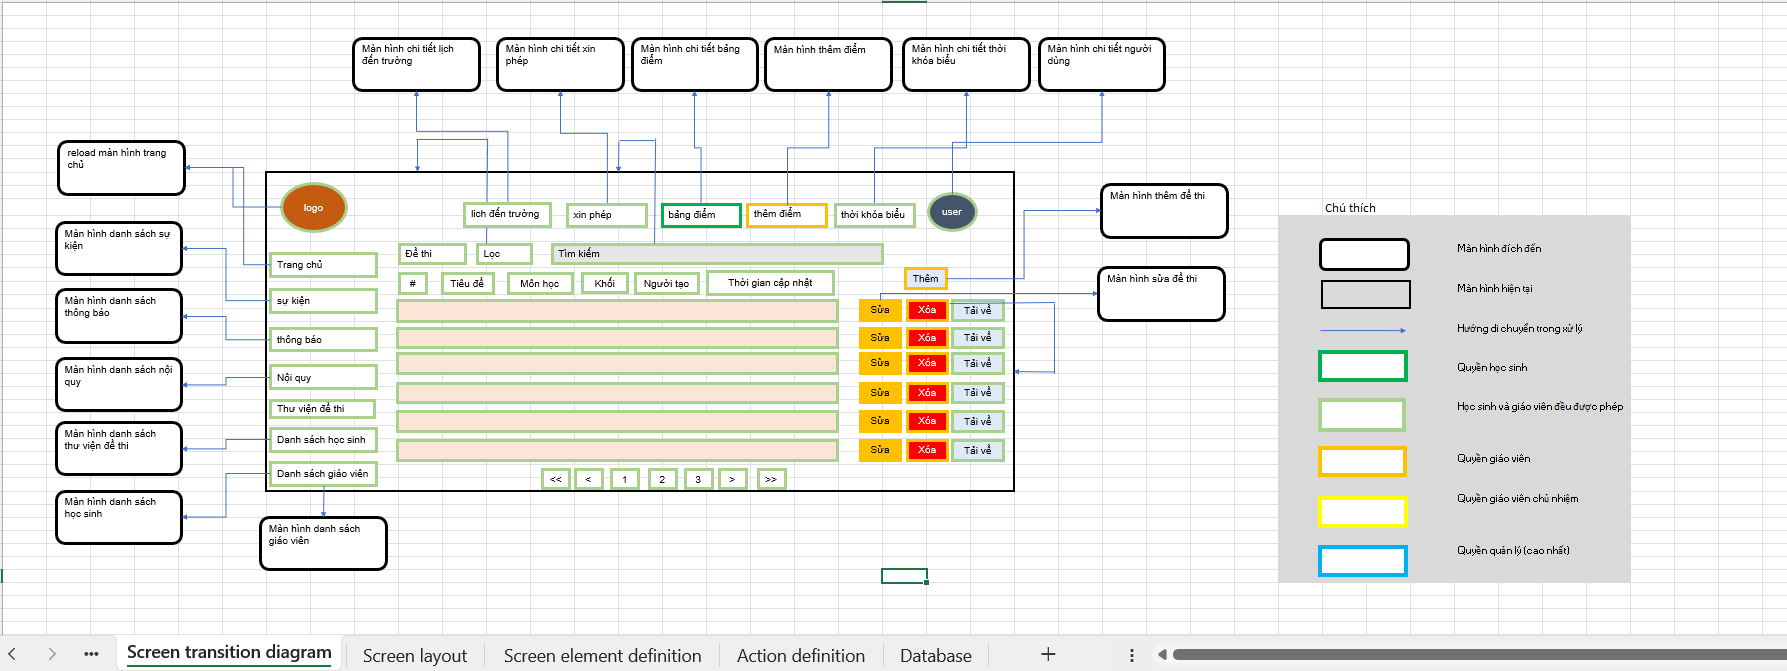 Màn hình chi tiết lịch
đến trường
Màn hình chi tiết xin
phép
Màn hình chi tiết bảng
điểm
Màn hình thêm điểm
Màn hình chi tiết thời
khóa biểu
Màn hình chi tiết người
dùng
reload màn hình trang
chủ
Màn hình danh sách sự
kiện
Màn hình danh sách
thông báo
Màn hình danh sách nội
quy
Màn hình danh sách
thư viện đề thi
Màn hình danh sách
học sinh
Màn hình danh sách
giáo viên
logo
lich đến trường
xin phép
bảng điểm
thêm điểm
thời khóa biểu
user
Trang chủ
sự kiện
thông báo
Nội quy
Thư viện đề thi
Danh sách học sinh
Danh sách giáo viên
Đề thi
Lọc
Tìm kiếm
#
Tiêu đề
Môn học
Khối
Người tạo
Thời gian cập nhật
Thêm
Sửa Xóa Tải về
Sửa Xóa Tải về
Sửa Xóa Tải về
Sửa Xóa Tải về
Sửa Xóa Tải về
Sửa Xóa Tải về
<< < 1 2 3 > >>
Màn hình thêm đề thi
Màn hình sửa đề thi
Chú thích
Màn hình đích đến
Màn hình hiện tại
Hướng di chuyển trong xử lý
Quyền học sinh
Học sinh và giáo viên đều được phép
Quyền giáo viên
Quyền giáo viên chủ nhiệm
Quyền quản lý (cao nhất)
Screen transition diagram
Screen layout
Screen element definition
Action definition
Database